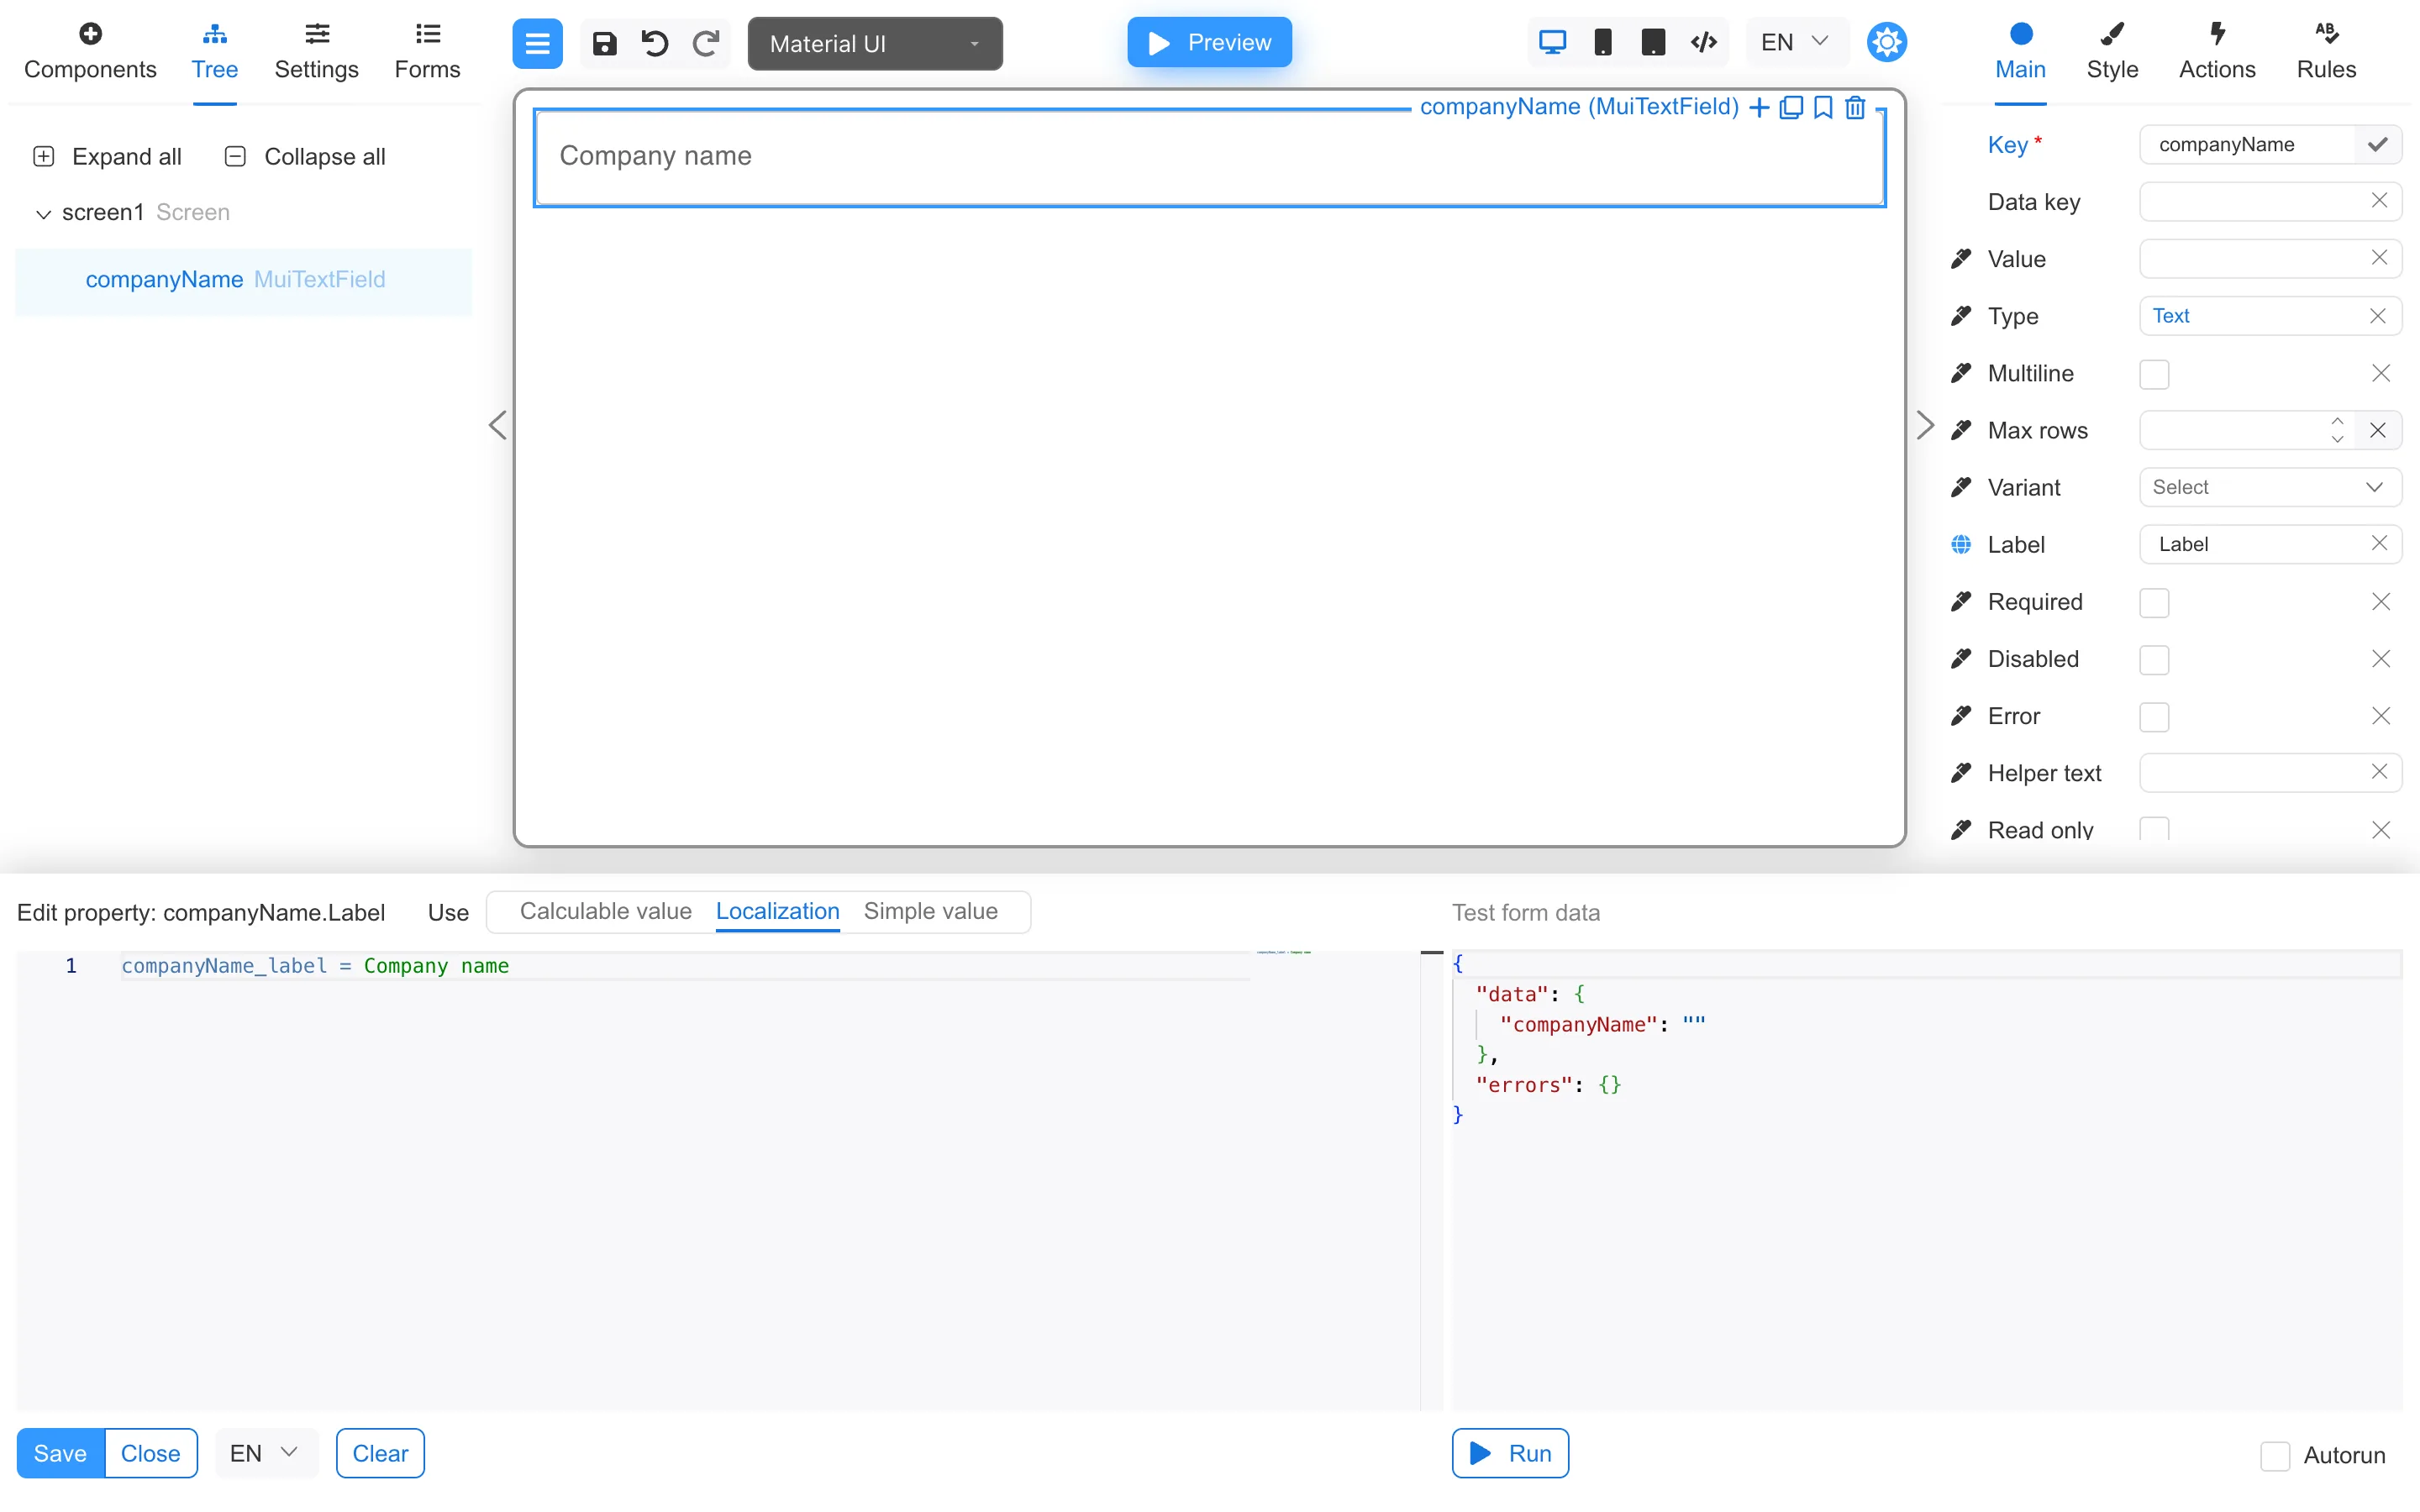 Components Tree Settings Forms
Material UI
Preview
EN
Main Style Actions Rules
Expand all Collapse all
screen1 Screen
companyName MuiTextField
companyName (MuiTextField)
Company name
Key * companyName
Data key
Value
Type Text
Multiline
Max rows
Variant Select
Label Label
Required
Disabled
Error
Helper text
Read only
Edit property: companyName.Label Use Calculable value Localization Simple value
1 companyName_label = Company name
Test form data
{
"data": {
"companyName": ""
},
"errors": {}
}
Save Close EN Clear
Run
Autorun